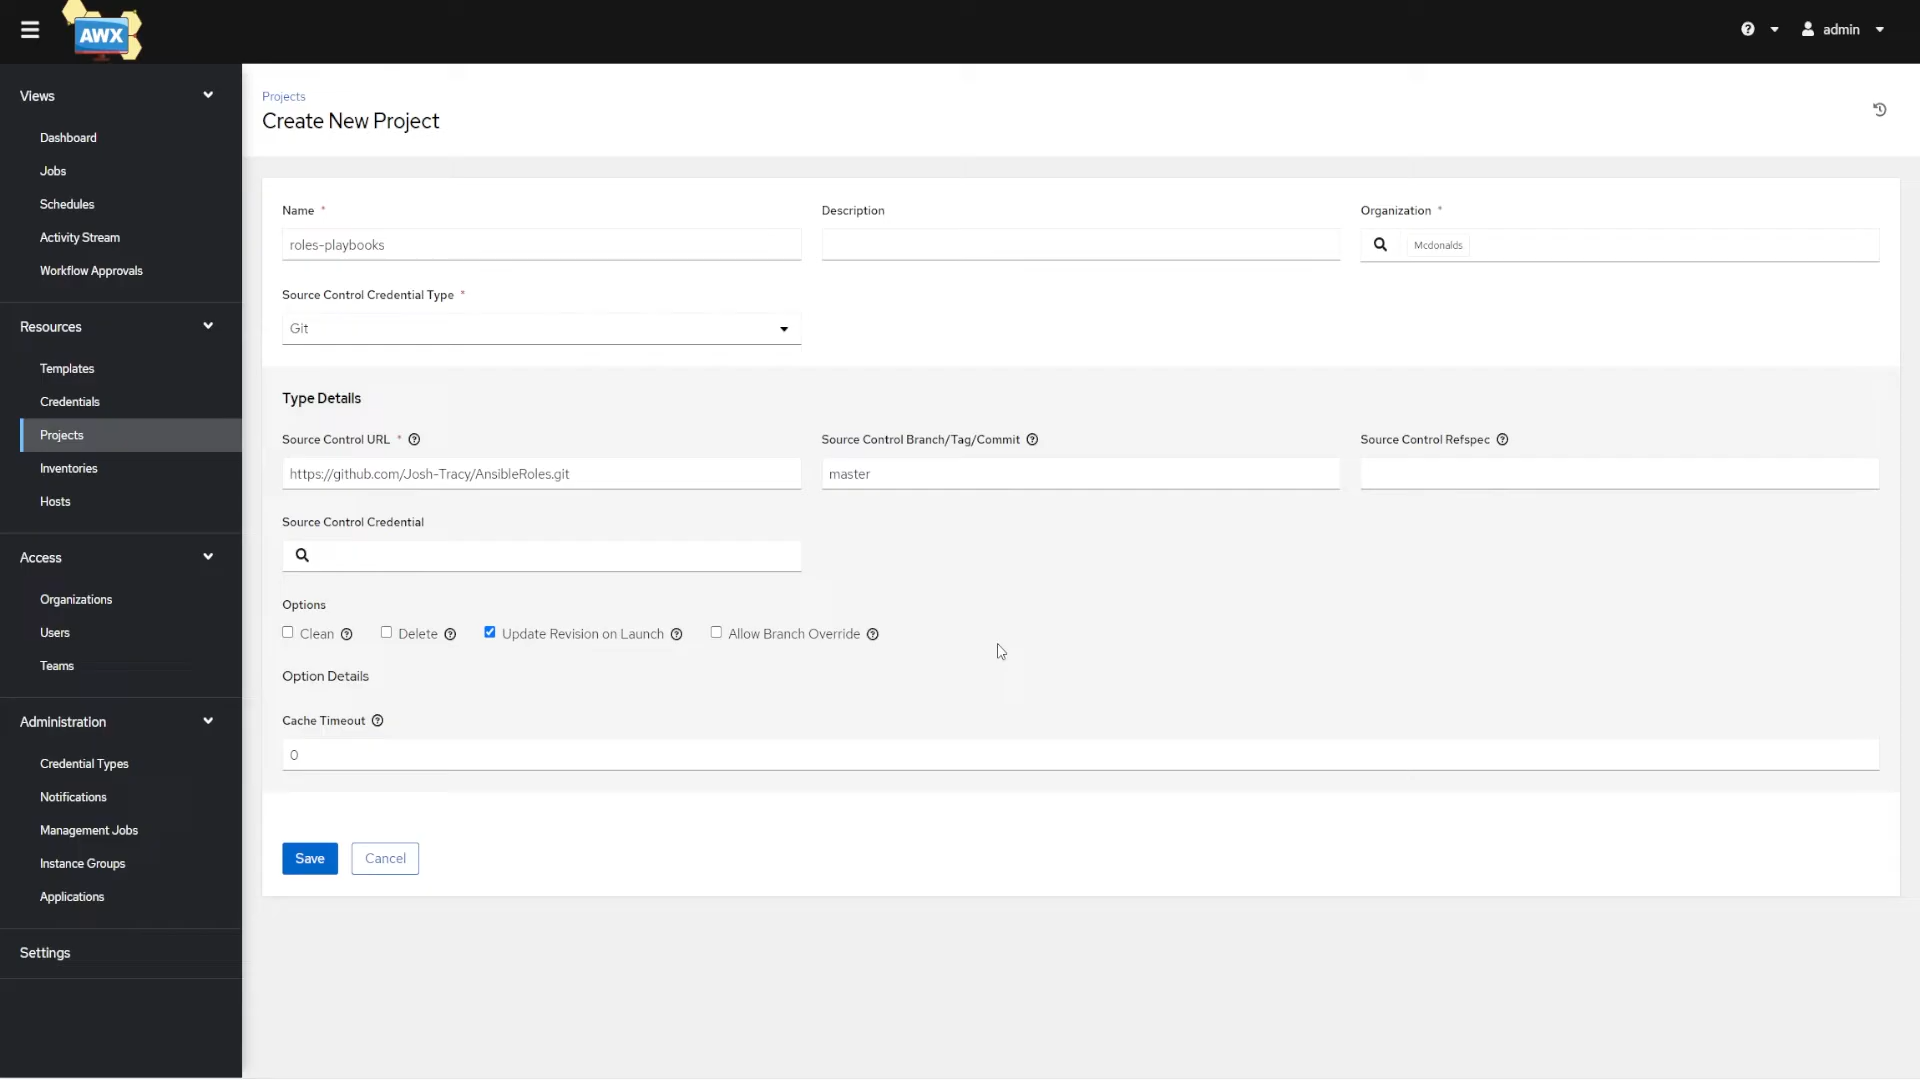 AWX
admin
Views
Dashboard
Jobs
Schedules
Activity Stream
Workflow Approvals
Resources
Templates
Credentials
Projects
Inventories
Hosts
Access
Organizations
Users
Teams
Administration
Credential Types
Notifications
Management Jobs
Instance Groups
Applications
Settings
Projects
Create New Project
Name *
Description
Organization *
roles-playbooks
Mcdonalds
Source Control Credential Type *
Git
Type Details
Source Control URL *
Source Control Branch/Tag/Commit
Source Control Refspec
https://github.com/Josh-Tracy/AnsibleRoles.git
master
Source Control Credential
Options
Clean
Delete
Update Revision on Launch
Allow Branch Override
Option Details
Cache Timeout
0
Save
Cancel